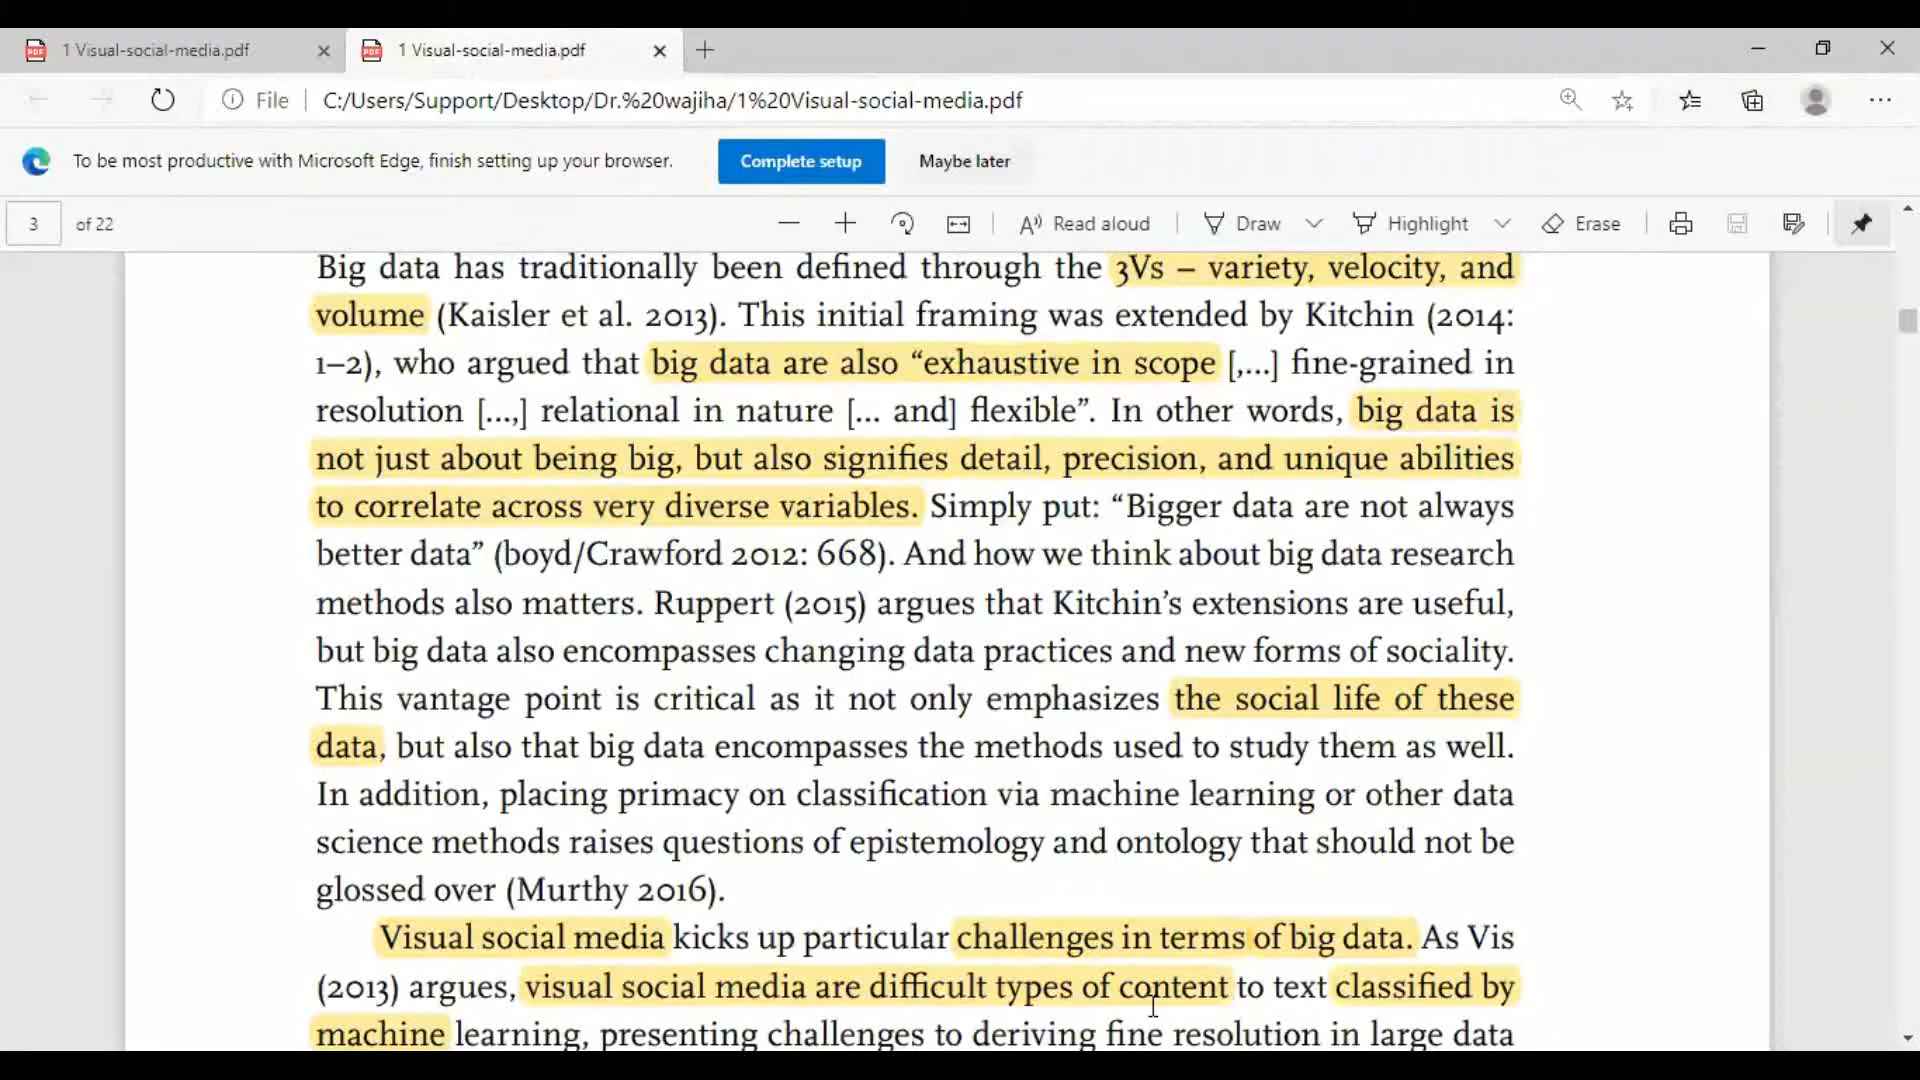 1 Visual-social-media.pdf
1 Visual-social-media.pdf
File C:/Users/Support/Desktop/Dr.%20wajiha/1%20Visual-social-media.pdf
To be most productive with Microsoft Edge, finish setting up your browser. Complete setup Maybe later
3 of 22 Read aloud Draw Highlight Erase
Big data has traditionally been defined through the 3Vs – variety, velocity, and
volume (Kaisler et al. 2013). This initial framing was extended by Kitchin (2014:
1–2), who argued that big data are also “exhaustive in scope [,…] fine-grained in
resolution […,] relational in nature [… and] flexible”. In other words, big data is
not just about being big, but also signifies detail, precision, and unique abilities
to correlate across very diverse variables. Simply put: “Bigger data are not always
better data” (boyd/Crawford 2012: 668). And how we think about big data research
methods also matters. Ruppert (2015) argues that Kitchin’s extensions are useful,
but big data also encompasses changing data practices and new forms of sociality.
This vantage point is critical as it not only emphasizes the social life of these
data, but also that big data encompasses the methods used to study them as well.
In addition, placing primacy on classification via machine learning or other data
science methods raises questions of epistemology and ontology that should not be
glossed over (Murthy 2016).
Visual social media kicks up particular challenges in terms of big data. As Vis
(2013) argues, visual social media are difficult types of content to text classified by
machine learning, presenting challenges to deriving fine resolution in large data